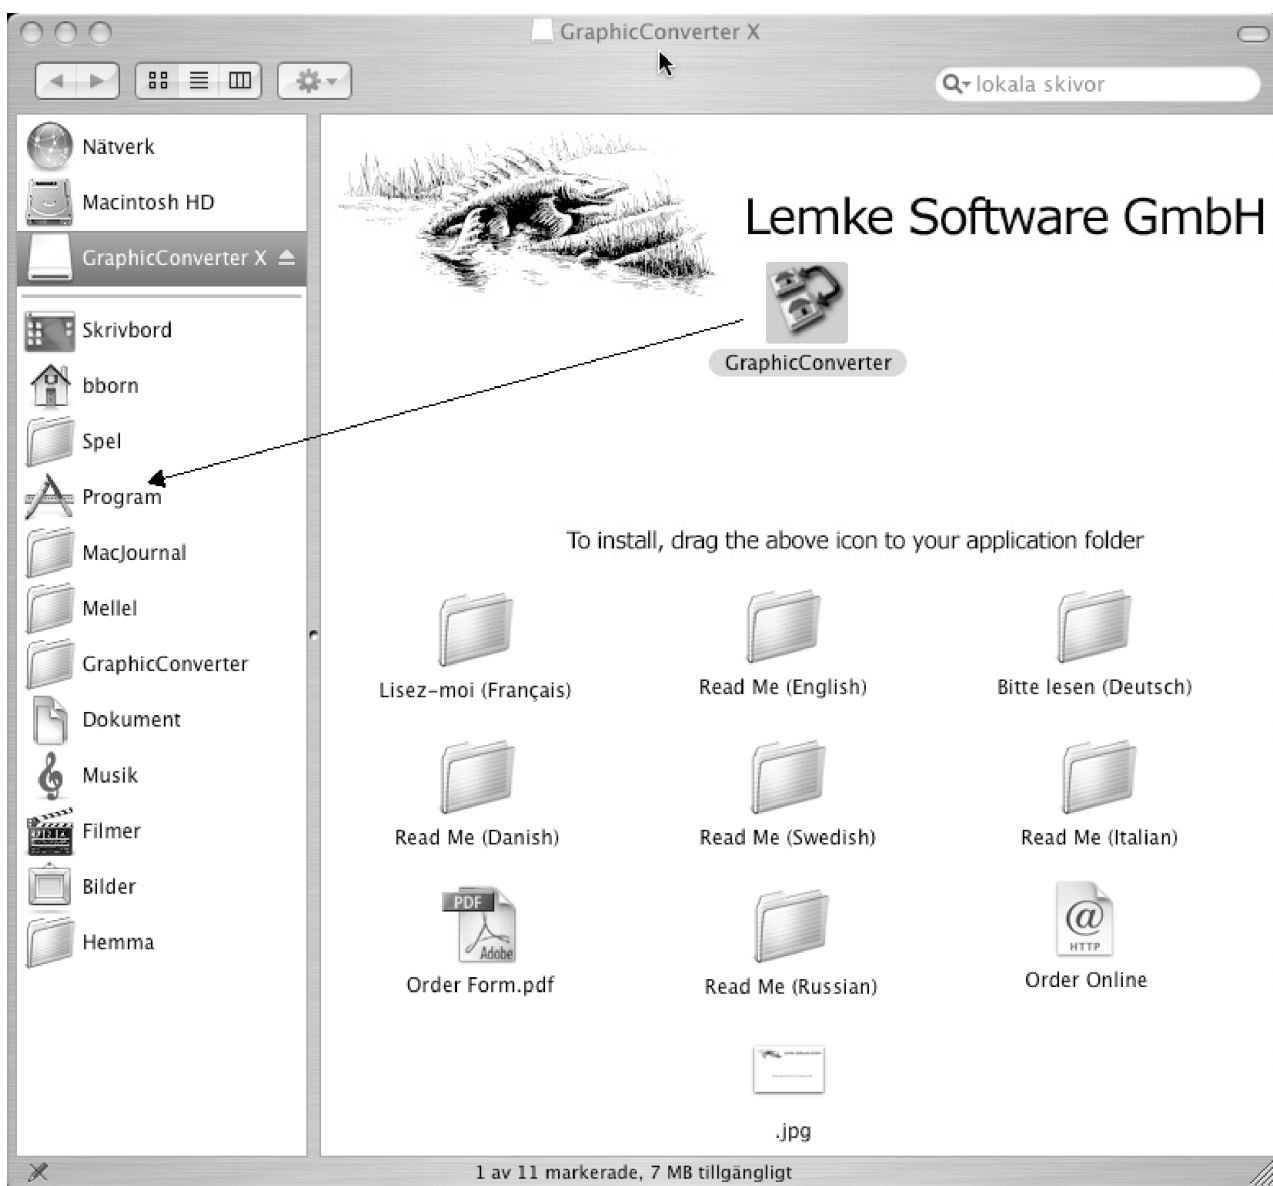 GraphicConverter X
lokala skivor
Nätverk
Macintosh HD
GraphicConverter X
Skrivbord
bborn
Spel
Program
MacJournal
Mellel
GraphicConverter
Dokument
Musik
Filmer
Bilder
Hemma
Lemke Software GmbH
GraphicConverter
To install, drag the above icon to your application folder
Lisez-moi (Français)
Read Me (English)
Bitte lesen (Deutsch)
Read Me (Danish)
Read Me (Swedish)
Read Me (Italian)
PDF
Adobe
Order Form.pdf
Read Me (Russian)
@
HTTP
Order Online
.jpg
1 av 11 markerade, 7 MB tillgängligt